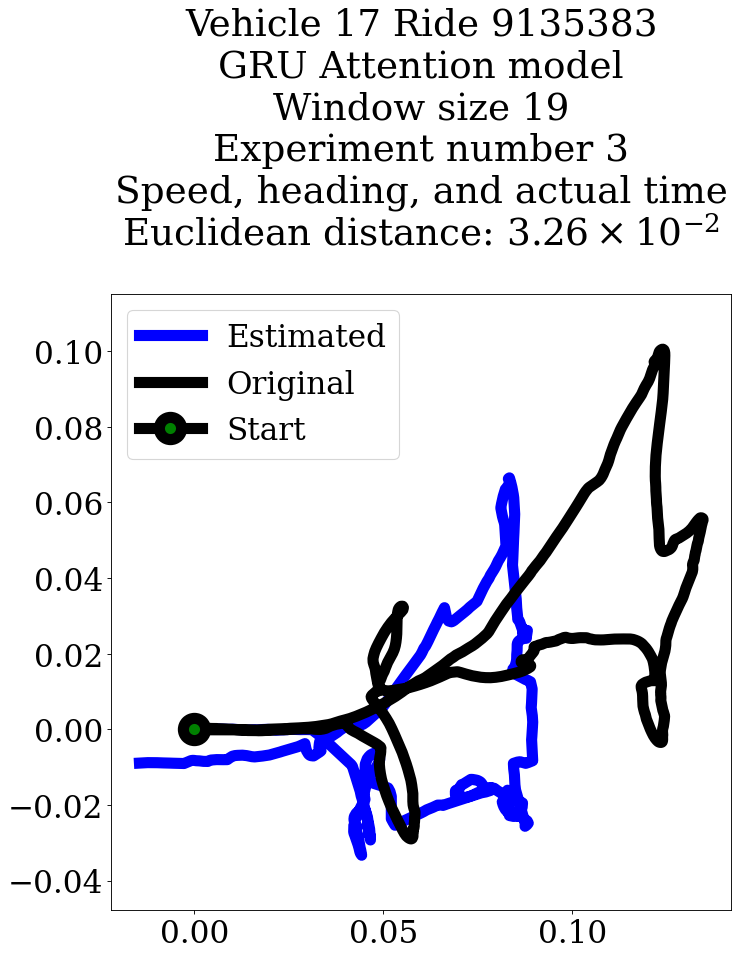 Vehicle 17 Ride 9135383
GRU Attention model
Window size 19
Experiment number 3
Speed, heading, and actual time
Euclidean distance: 3.26 × 10⁻²
Estimated
Original
Start
0.10
0.08
0.06
0.04
0.02
0.00
−0.02
−0.04
0.00 0.05 0.10